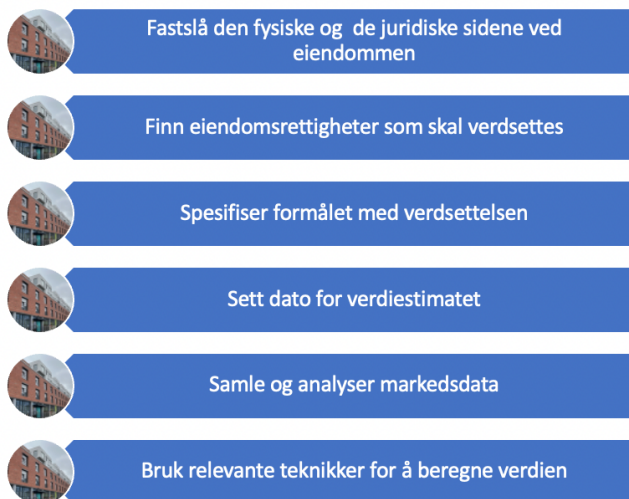 Fastslå den fysiske og  de juridiske sidene ved
eiendommen
Finn eiendomsrettigheter som skal verdsettes
Spesifiser formålet med verdsettelsen
Sett dato for verdiestimatet
Samle og analyser markedsdata
Bruk relevante teknikker for å beregne verdien